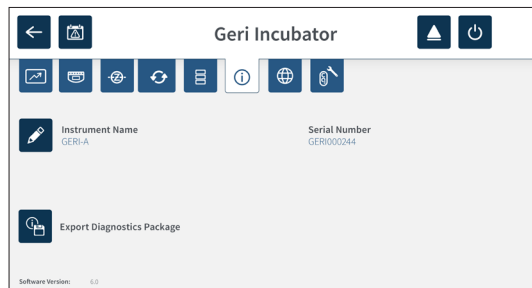 Geri Incubator
Instrument Name
GERI-A
Serial Number
GERI000244
Export Diagnostics Package
Software Version: 6.0